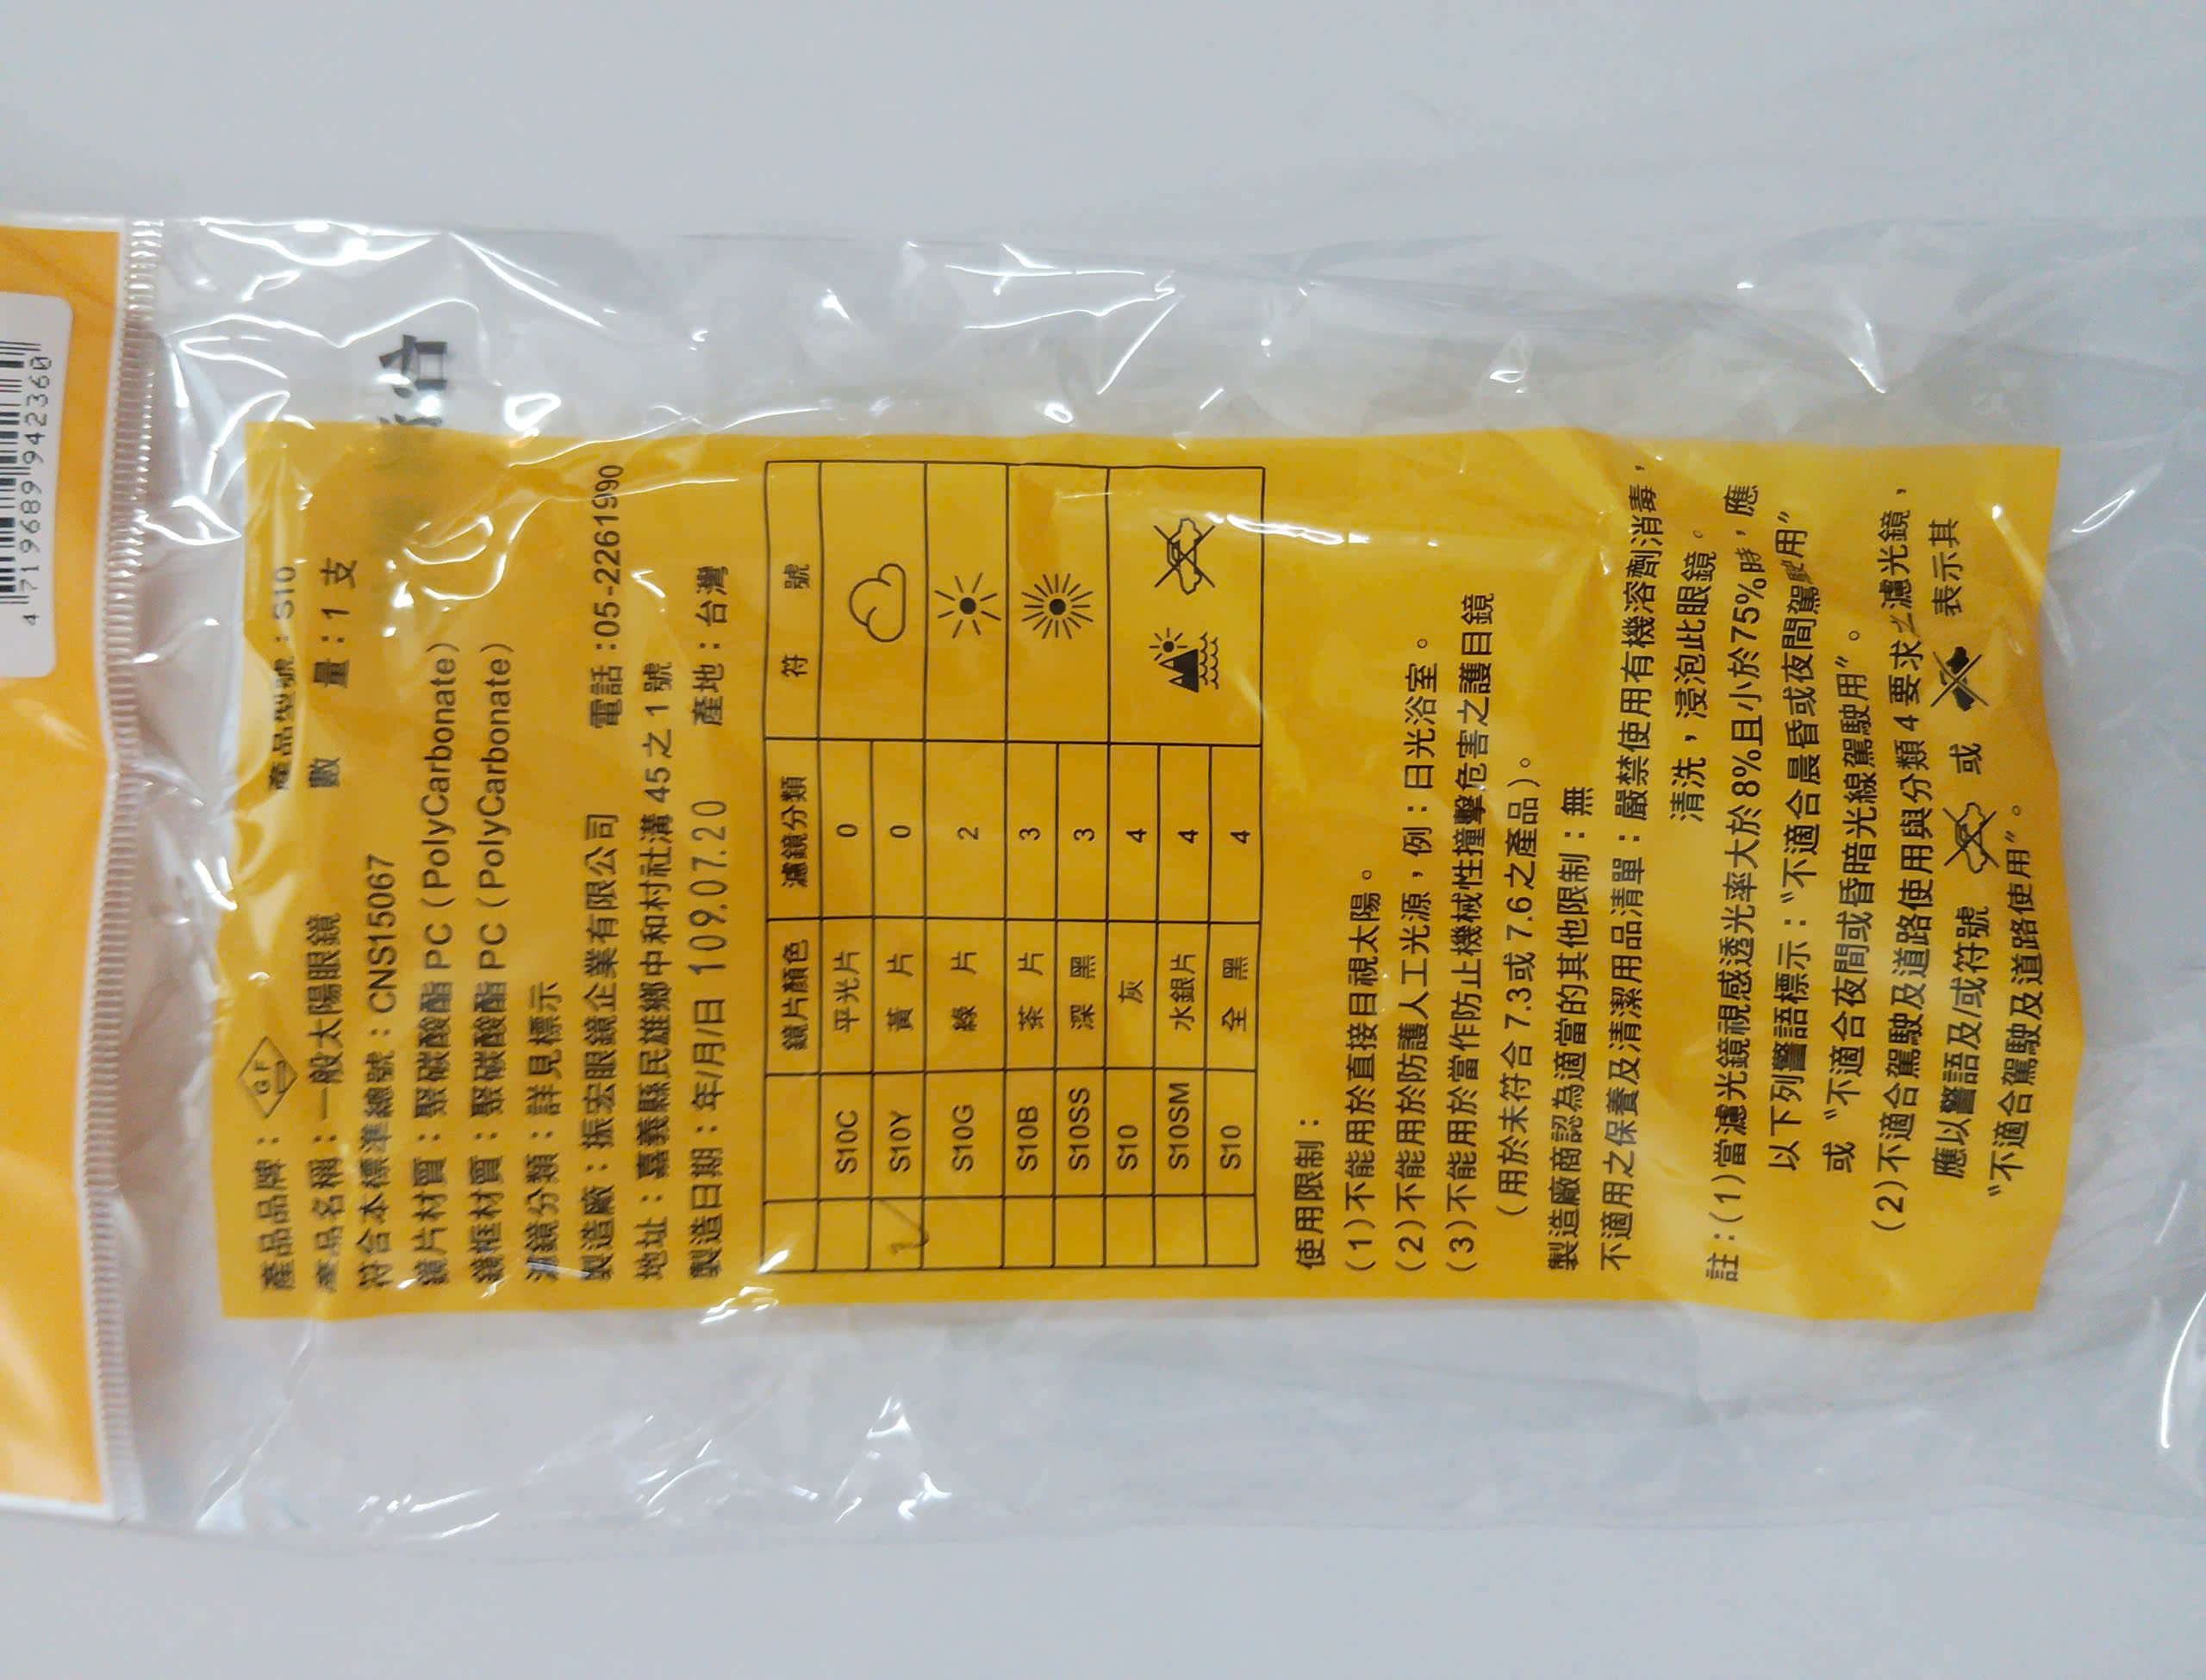 4 719689 942360
合
產品品牌：GF 產品型號：S10
產品名稱：一般太陽眼鏡 數 量：1 支
符合本標準總號：CNS15067
鏡片材質：聚碳酸酯 PC（PolyCarbonate）
鏡框材質：聚碳酸酯 PC（PolyCarbonate）
濾鏡分類：詳見標示
製造廠：振宏眼鏡企業有限公司 電話：05-2261990
地址：嘉義縣民雄鄉中和村社溝 45 之 1 號
製造日期：年/月/日 109.07.20 產地：台灣
鏡片顏色 濾鏡分類 符 號
S10C 平光片 0
S10Y 黃 片 0
S10G 綠 片 2
S10B 茶 片 3
S10SS 深 黑 3
S10 灰 4
S10SM 水銀片 4
S10 全 黑 4
使用限制：
(1)不能用於直接目視太陽。
(2)不能用於防護人工光源，例：日光浴室。
(3)不能用於當作防止機械性撞擊危害之護目鏡
（用於未符合 7.3 或 7.6 之產品）。
製造廠商認為適當的其他限制：無
不適用之保養及清潔用品清單：嚴禁使用有機溶劑消毒，
清洗，浸泡此眼鏡。
註：(1)當濾光鏡視感透光率大於8%且小於75%時，應
以下列警語標示：〝不適合晨昏或夜間駕駛用〞
或〝不適合夜間或昏暗光線駕駛用〞。
(2)不適合駕駛及道路使用與分類 4 要求之濾光鏡，
應以警語及/或符號 或 表示其
〝不適合駕駛及道路使用〞。